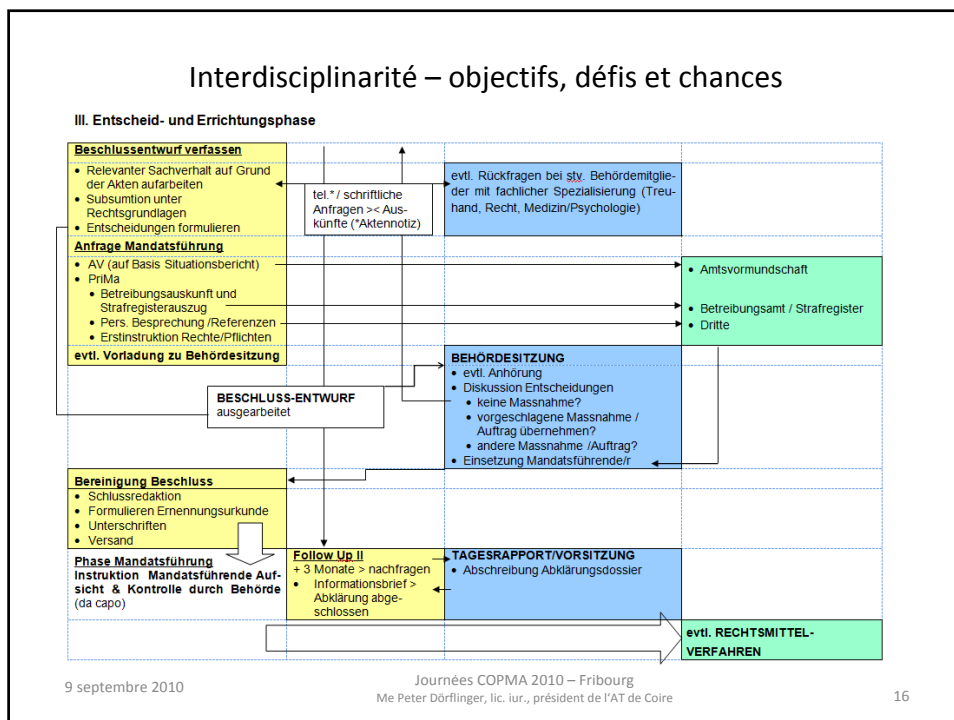 Interdisciplinarité – objectifs, défis et chances
III. Entscheid- und Errichtungsphase
Beschlussentwurf verfassen
• Relevanter Sachverhalt auf Grund
der Akten aufarbeiten
• Subsumtion unter
Rechtsgrundlagen
• Entscheidungen formulieren
tel.* / schriftliche
Anfragen >< Aus-
künfte (*Aktennotiz)
evtl. Rückfragen bei stv. Behördemitglie-
der mit fachlicher Spezialisierung (Treu-
hand, Recht, Medizin/Psychologie)
Anfrage Mandatsführung
• AV (auf Basis Situationsbericht)
• PriMa
• Betreibungsauskunft und
Strafregisterauszug
• Pers. Besprechung /Referenzen
• Erstinstruktion Rechte/Pflichten
evtl. Vorladung zu Behördesitzung
• Amtsvormundschaft
• Betreibungsamt / Strafregister
• Dritte
BESCHLUSS-ENTWURF
ausgearbeitet
BEHÖRDESITZUNG
• evtl. Anhörung
• Diskussion Entscheidungen
• keine Massnahme?
• vorgeschlagene Massnahme /
Auftrag übernehmen?
• andere Massnahme /Auftrag?
• Einsetzung Mandatsführende/r
Bereinigung Beschluss
• Schlussredaktion
• Formulieren Ernennungsurkunde
• Unterschriften
• Versand
Phase Mandatsführung
Instruktion Mandatsführende Auf-
sicht & Kontrolle durch Behörde
(da capo)
Follow Up II
+ 3 Monate > nachfragen
• Informationsbrief >
Abklärung abge-
schlossen
TAGESRAPPORT/VORSITZUNG
• Abschreibung Abklärungsdossier
evtl. RECHTSMITTEL-
VERFAHREN
9 septembre 2010
Journées COPMA 2010 – Fribourg
Me Peter Dörflinger, lic. iur., président de l'AT de Coire
16